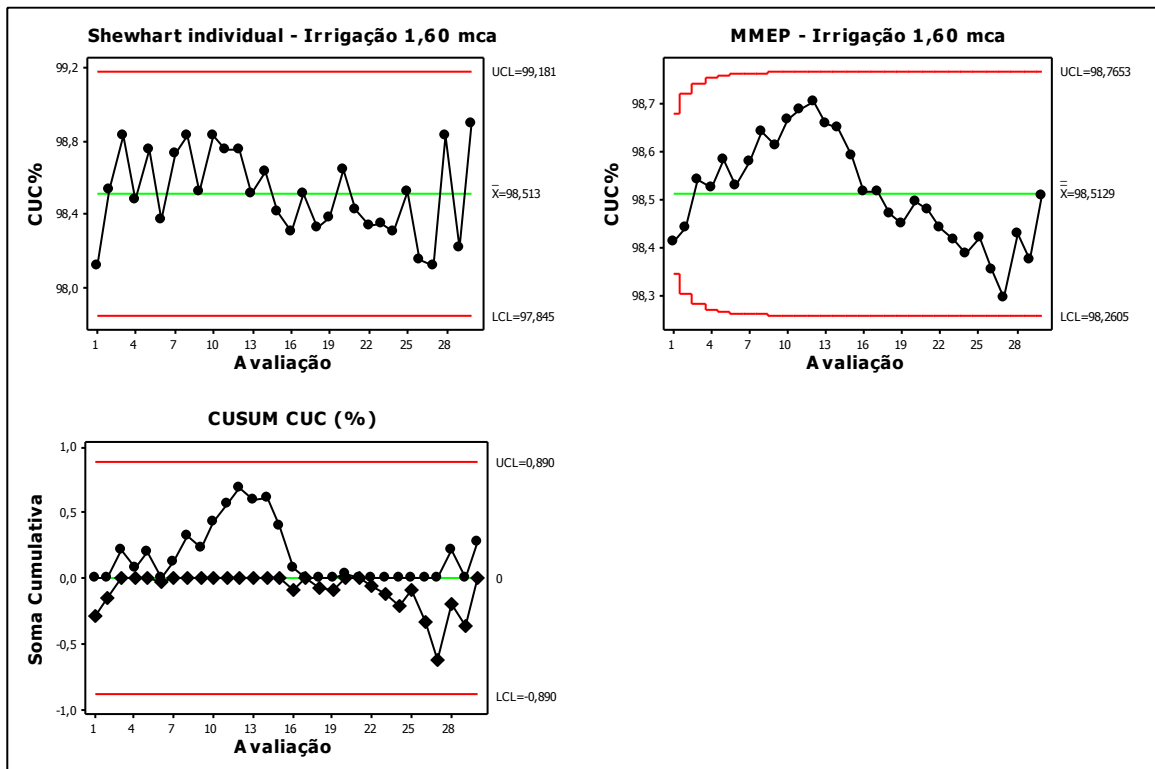 Shewhart individual - Irrigação 1,60 mca
CUC%
99,2
98,8
98,4
98,0
UCL=99,181
X̄=98,513
LCL=97,845
1 4 7 10 13 16 19 22 25 28
Avaliação
MMEP - Irrigação 1,60 mca
CUC%
98,7
98,6
98,5
98,4
98,3
UCL=98,7653
X̿=98,5129
LCL=98,2605
1 4 7 10 13 16 19 22 25 28
Avaliação
CUSUM CUC (%)
Soma Cumulativa
1,0
0,5
0,0
-0,5
-1,0
UCL=0,890
0
LCL=-0,890
1 4 7 10 13 16 19 22 25 28
Avaliação